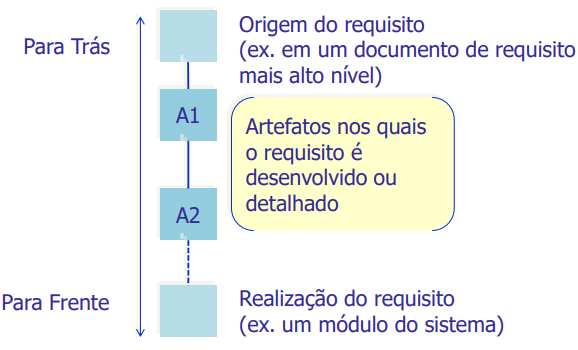 Para Trás
Origem do requisito
(ex. em um documento de requisito
mais alto nível)
A1
Artefatos nos quais
o requisito é
desenvolvido ou
detalhado
A2
Para Frente
Realização do requisito
(ex. um módulo do sistema)